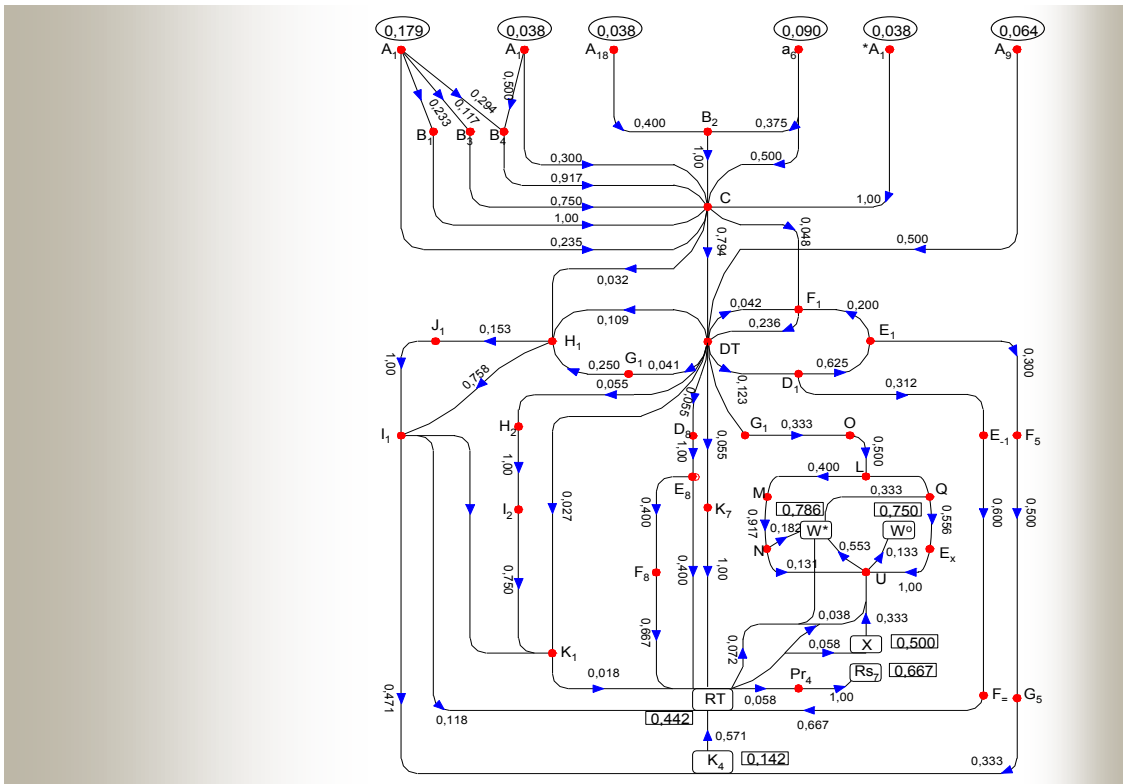 0,179 0,038 0,038 0,090 0,038 0,064
A1 A1 A18 a6 *A1 A9
0,500
0,294
0,117
0,233
B1 B3 B4 0,400 B2 0,375
1,00
0,300 0,500
0,917
0,750 C 1,00
1,00
0,235 0,794 0,048 0,500
0,032
F1
0,109 0,042 0,200
J1 0,153 H1 0,236 E1
DT
1,00 0,758 0,250 G1 0,041 0,625 0,300
0,055 0,055 0,123 D1 0,312
I1 H2 D8 G1 0,333 O E-1 F5
1,00 1,00 0,055 0,500
E8 0,400 L
M 0,333 Q
I2 0,027 0,400 K7 0,786 0,750 0,600 0,500
0,917 0,182 W* Wo 0,556
N 0,553 0,133 Ex
0,750 F8 0,400 1,00 0,131 U 1,00
0,667 0,038 0,333
K1 0,072 0,058 X 0,500
0,018 Pr4 Rs7 0,667
0,471 RT 0,058 1,00 F= G5
0,118 0,442 0,667
0,571 0,333
K4 0,142